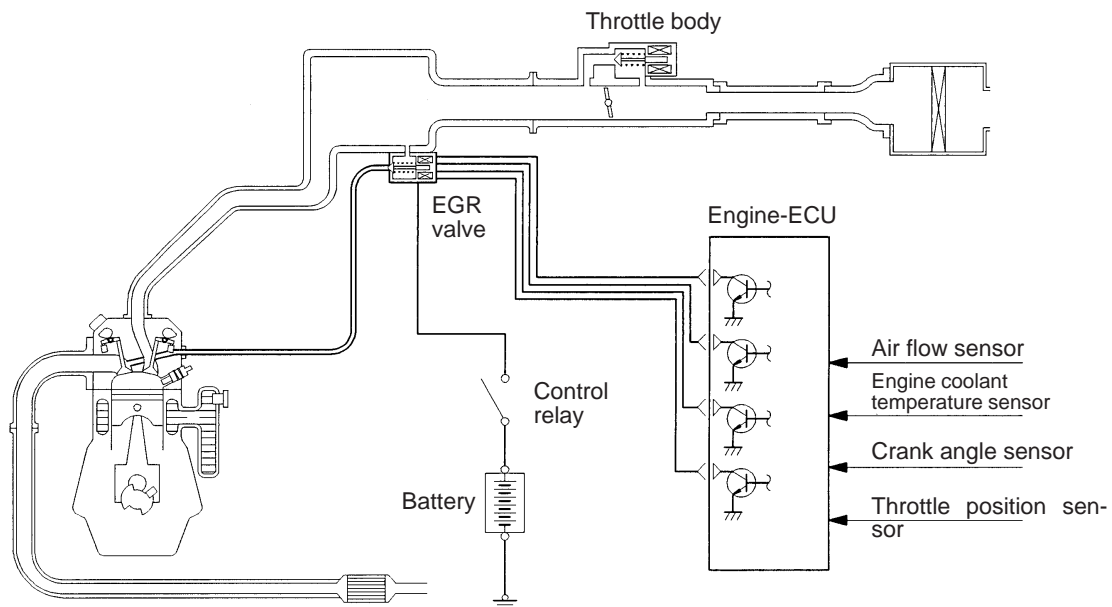 Throttle body
EGR
valve
Engine-ECU
Air flow sensor
Engine coolant
temperature sensor
Control
relay
Crank angle sensor
Battery
Throttle position sen-
sor